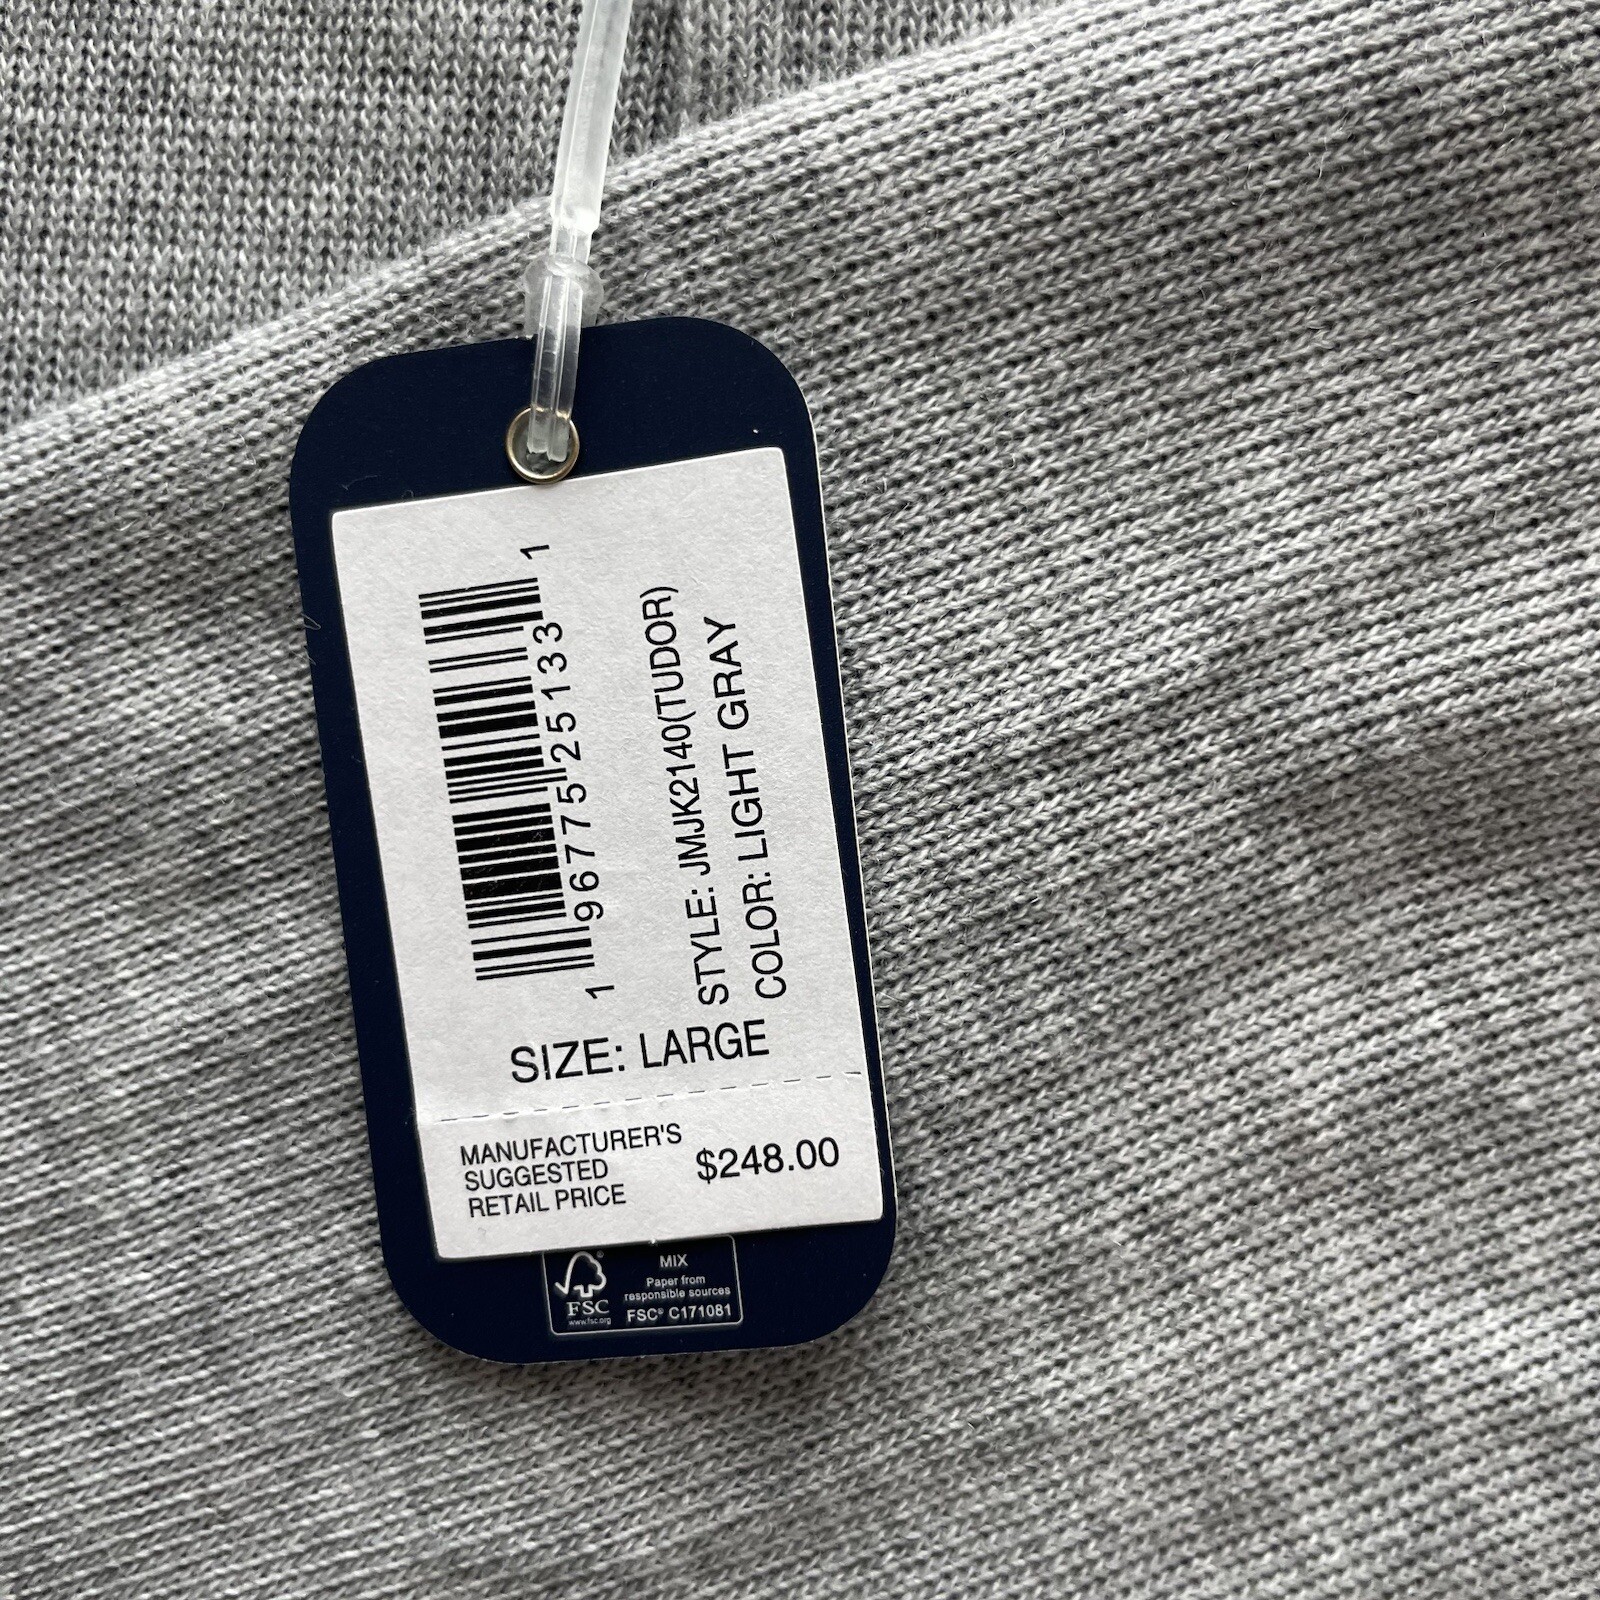 1 96775 25133 1
STYLE: JMJK2140(TUDOR)
COLOR: LIGHT GRAY
SIZE: LARGE
MANUFACTURER'S
SUGGESTED
RETAIL PRICE
$248.00
FSC
www.fsc.org
MIX
Paper from
responsible sources
FSC® C171081